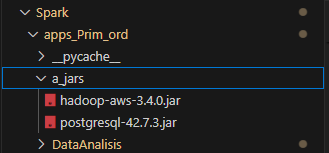 Spark
apps_Prim_ord
__pycache__
a_jars
hadoop-aws-3.4.0.jar
postgresql-42.7.3.jar
DataAnalisis